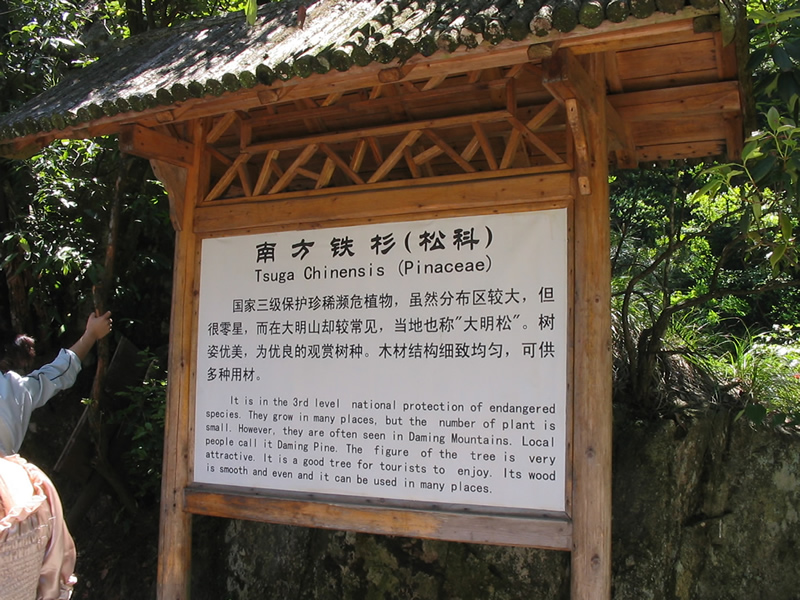 南方铁杉(松科)
Tsuga Chinensis (Pinaceae)
国家三级保护珍稀濒危植物，虽然分布区较大，但
很零星，而在大明山却较常见，当地也称"大明松"。树
姿优美，为优良的观赏树种。木材结构细致均匀，可供
多种用材。
It is in the 3rd level national protection of endangered
species. They grow in many places, but the number of plant is
small. However, they are often seen in Daming Mountains. Local
people call it Daming Pine. The figure of the tree is very
attractive. It is a good tree for tourists to enjoy. Its wood
is smooth and even and it can be used in many places.